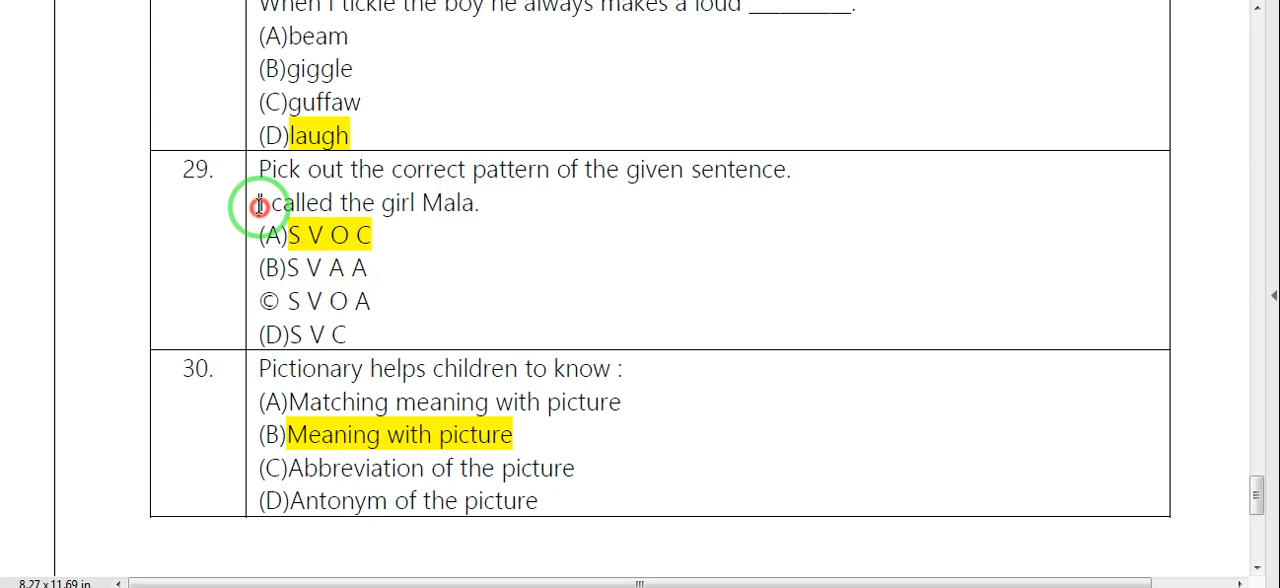 When I tickle the boy he always makes a loud _________.
(A)beam
(B)giggle
(C)guffaw
(D)laugh
29. Pick out the correct pattern of the given sentence.
I called the girl Mala.
(A)S V O C
(B)S V A A
© S V O A
(D)S V C
30. Pictionary helps children to know :
(A)Matching meaning with picture
(B)Meaning with picture
(C)Abbreviation of the picture
(D)Antonym of the picture
8.27 x 11.69 in